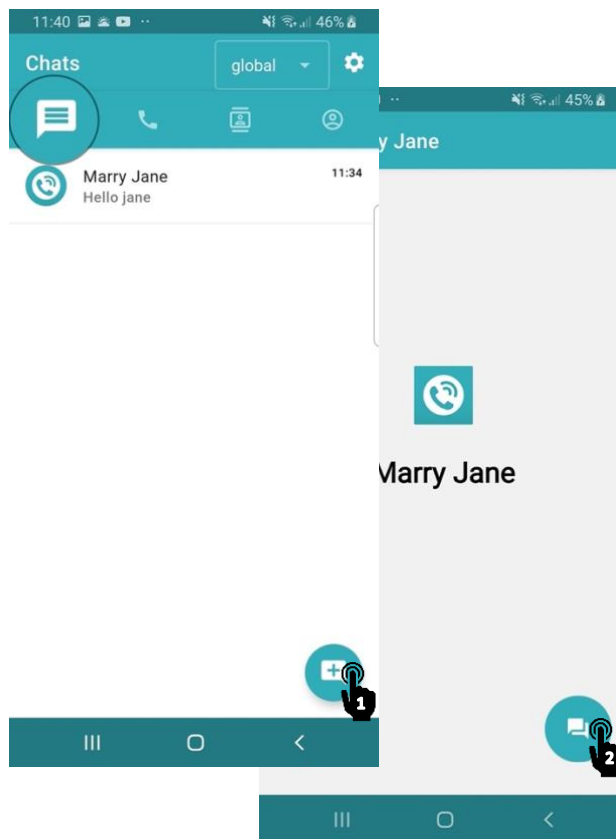 11:40 46%
Chats global
Marry Jane 11:34
Hello jane
1
45%
y Jane
Marry Jane
2